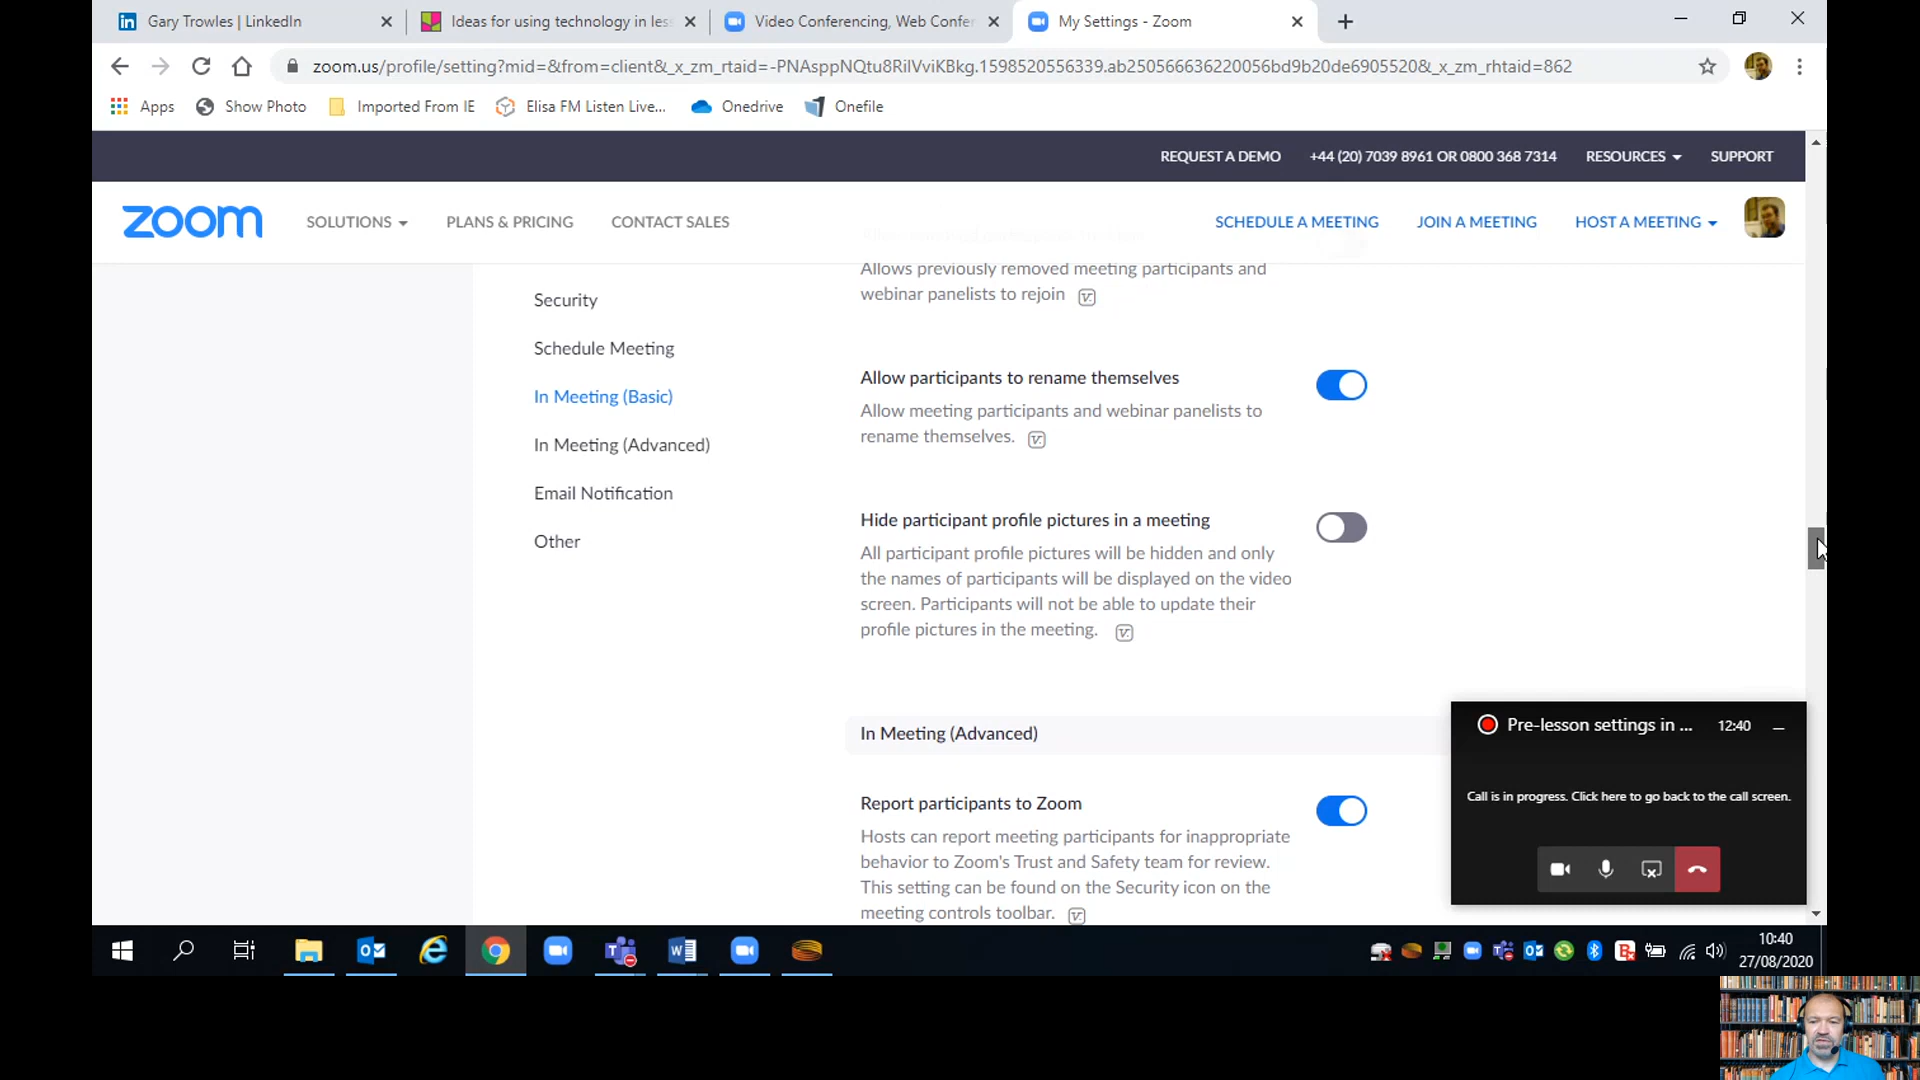 Gary Trowles | LinkedIn
Ideas for using technology in les
Video Conferencing, Web Confer
My Settings - Zoom
zoom.us/profile/setting?mid=&from=client&_x_zm_rtaid=-PNAsppNQtu8RilVviKBkg.1598520556339.ab250566636220056bd9b20de6905520&_x_zm_rhtaid=862
Apps
Show Photo
Imported From IE
Elisa FM Listen Live...
Onedrive
Onefile
REQUEST A DEMO
+44 (20) 7039 8961 OR 0800 368 7314
RESOURCES
SUPPORT
zoom
SOLUTIONS
PLANS & PRICING
CONTACT SALES
SCHEDULE A MEETING
JOIN A MEETING
HOST A MEETING
Security
Schedule Meeting
In Meeting (Basic)
In Meeting (Advanced)
Email Notification
Other
Allows previously removed meeting participants and
webinar panelists to rejoin
Allow participants to rename themselves
Allow meeting participants and webinar panelists to
rename themselves.
Hide participant profile pictures in a meeting
All participant profile pictures will be hidden and only
the names of participants will be displayed on the video
screen. Participants will not be able to update their
profile pictures in the meeting.
In Meeting (Advanced)
Report participants to Zoom
Hosts can report meeting participants for inappropriate
behavior to Zoom's Trust and Safety team for review.
This setting can be found on the Security icon on the
meeting controls toolbar.
Pre-lesson settings in ...
12:40
Call is in progress. Click here to go back to the call screen.
10:40
27/08/2020